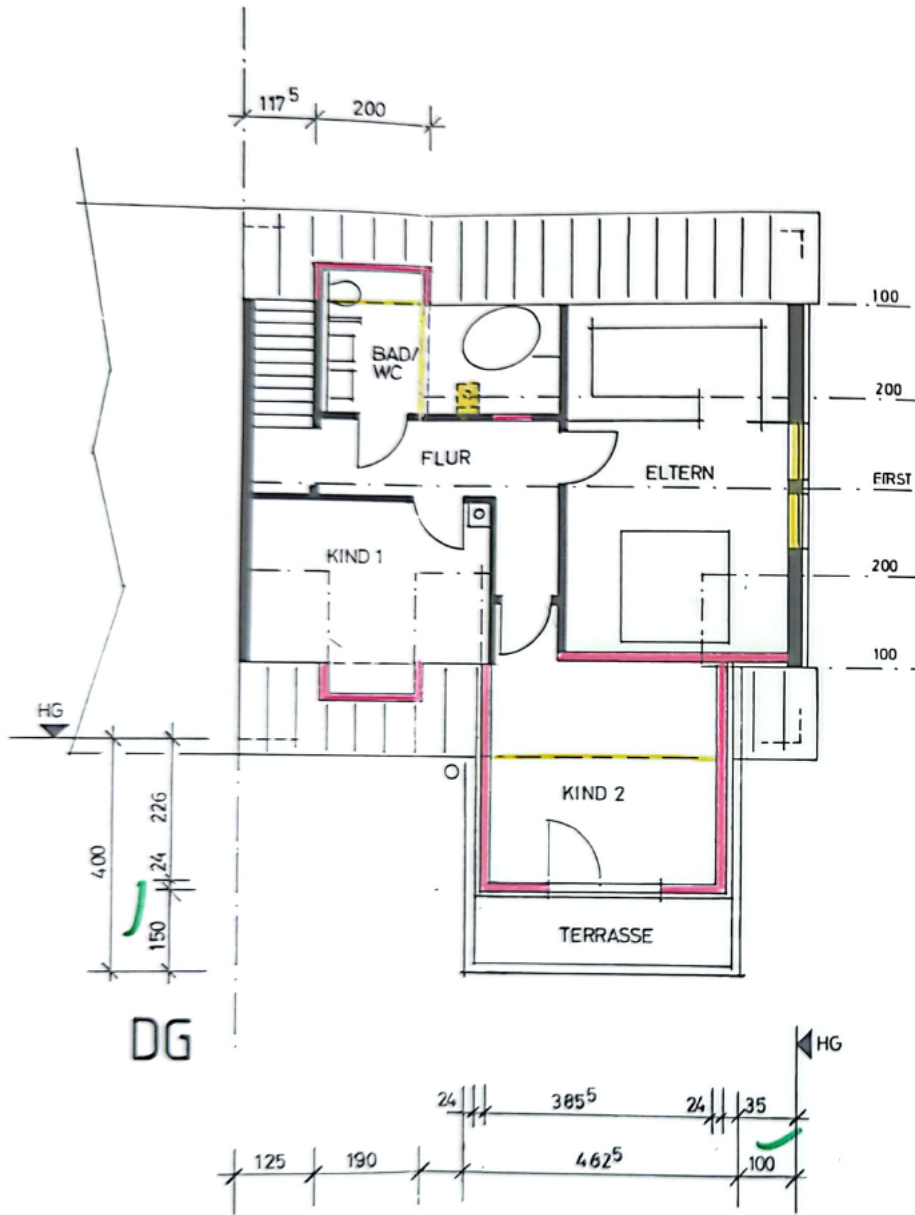 117⁵ 200
100
BAD/
WC
200
FLUR
ELTERN
FIRST
KIND 1
200
100
HG
226
KIND 2
400
24
150
TERRASSE
DG
HG
24 385⁵ 24 35
125 190 462⁵ 100